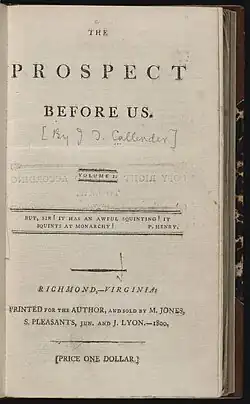 THE
PROSPECT
BEFORE US.
[By J. T. Callender]
VOLUME I.
BUT, SIR! IT HAS AN AWFUL SQUINTING! IT
SQUINTS AT MONARCHY! P. HENRY.
RICHMOND,—VIRGINIA:
PRINTED FOR THE AUTHOR, AND SOLD BY M. JONES,
S. PLEASANTS, JUN. AND J. LYON.—1800,
[PRICE ONE DOLLAR.]